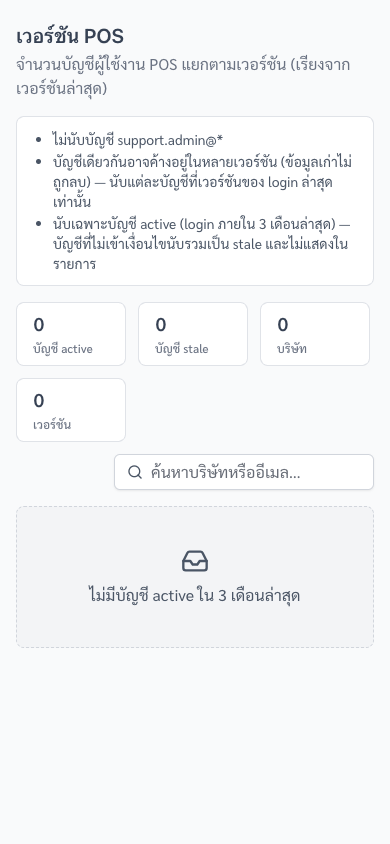 เวอร์ชัน POS
จำนวนบัญชีผู้ใช้งาน POS แยกตามเวอร์ชัน (เรียงจาก
เวอร์ชันล่าสุด)
• ไม่นับบัญชี support.admin@*
• บัญชีเดียวกันอาจค้างอยู่ในหลายเวอร์ชัน (ข้อมูลเก่าไม่
ถูกลบ) — นับแต่ละบัญชีที่เวอร์ชันของ login ล่าสุด
เท่านั้น
• นับเฉพาะบัญชี active (login ภายใน 3 เดือนล่าสุด) —
บัญชีที่ไม่เข้าเงื่อนไขนับรวมเป็น stale และไม่แสดงใน
รายการ
0
บัญชี active
0
บัญชี stale
0
บริษัท
0
เวอร์ชัน
ค้นหาบริษัทหรืออีเมล...
ไม่มีบัญชี active ใน 3 เดือนล่าสุด